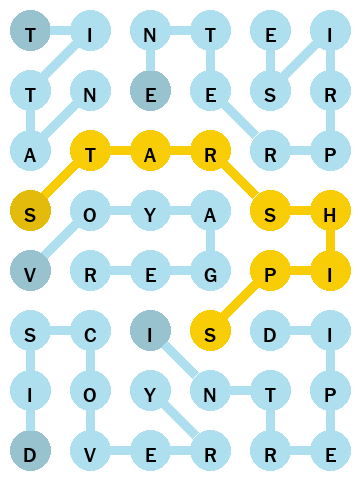 T I N T E I
T N E E S R
A T A R R P
S O Y A S H
V R E G P I
S C I S D I
I O Y N T P
D V E R R E